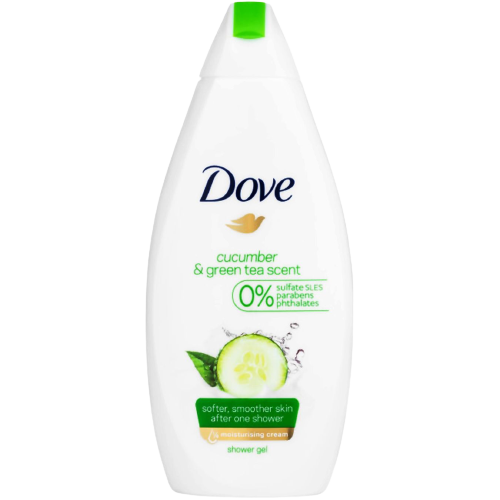 Dove
cucumber
& green tea scent
0% sulfate SLES
parabens
phthalates
softer, smoother skin
after one shower
moisturising cream
shower gel